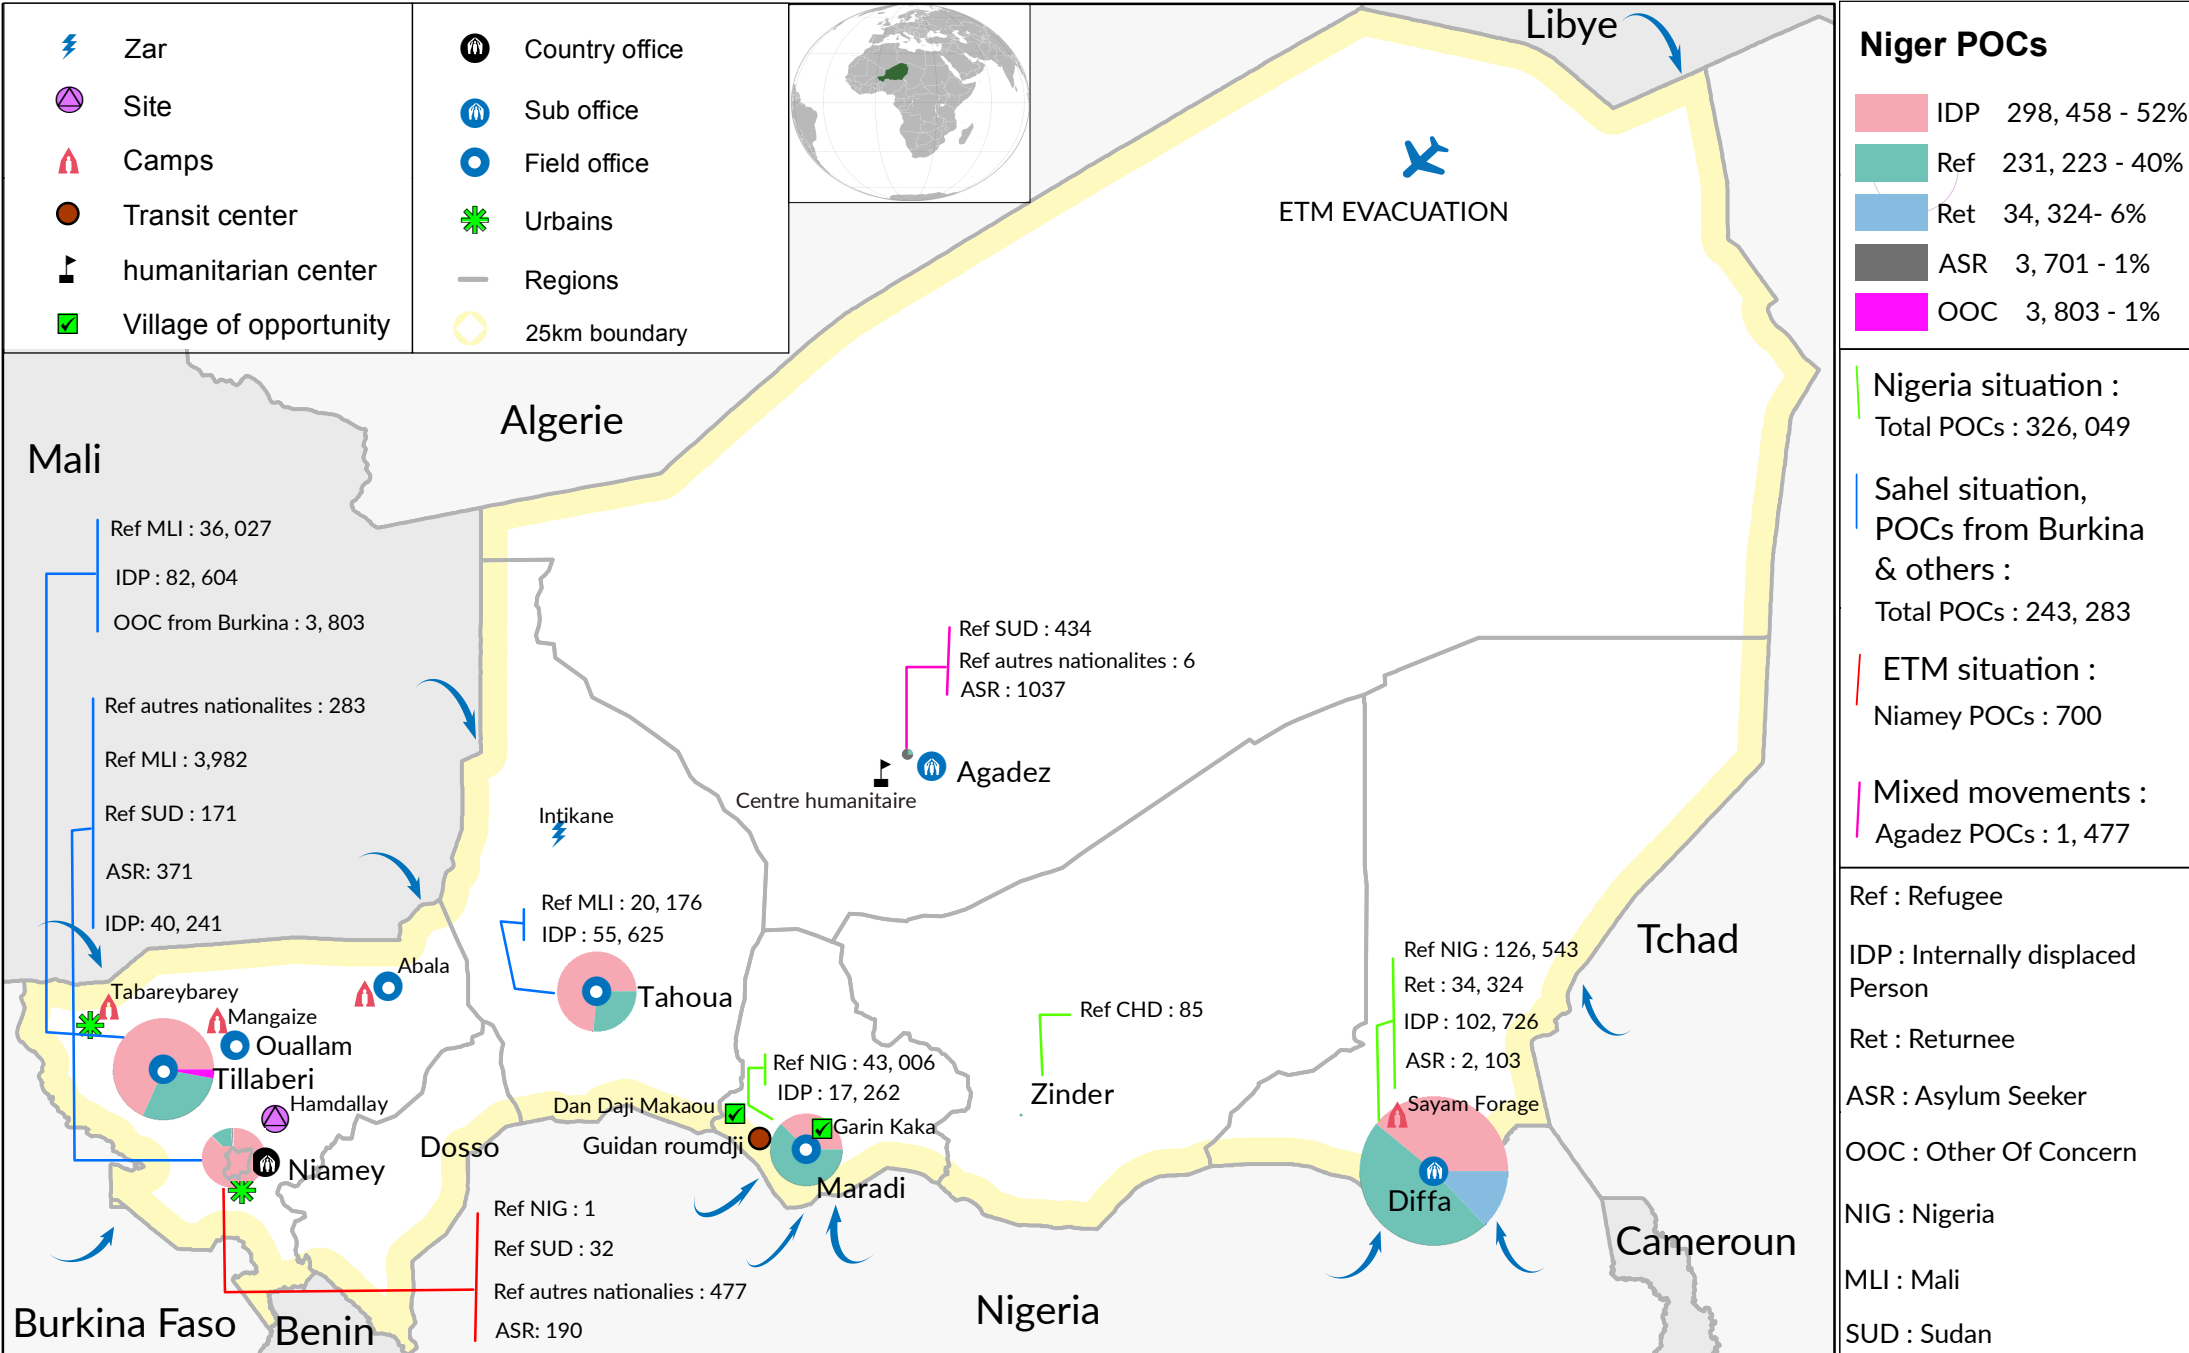 Zar
Site
Camps
Transit center
humanitarian center
Village of opportunity
Country office
Sub office
Field office
Urbains
Regions
25km boundary
Libye
ETM EVACUATION
Algerie
Mali
Ref MLI : 36, 027
IDP : 82, 604
OOC from Burkina : 3, 803
Ref autres nationalites : 283
Ref MLI : 3,982
Ref SUD : 171
ASR: 371
IDP: 40, 241
Ref SUD : 434
Ref autres nationalites : 6
ASR : 1037
Agadez
Centre humanitaire
Intikane
Ref MLI : 20, 176
IDP : 55, 625
Tahoua
Abala
Tabareybarey
Mangaize
Ouallam
Tillaberi
Hamdallay
Niamey
Dosso
Ref NIG : 43, 006
IDP : 17, 262
Dan Daji Makaou
Garin Kaka
Guidan roumdji
Maradi
Ref CHD : 85
Zinder
Ref NIG : 126, 543
Ret : 34, 324
IDP : 102, 726
ASR : 2, 103
Sayam Forage
Diffa
Tchad
Cameroun
Nigeria
Ref NIG : 1
Ref SUD : 32
Ref autres nationalies : 477
ASR: 190
Burkina Faso
Benin
Niger POCs
IDP 298, 458 - 52%
Ref 231, 223 - 40%
Ret 34, 324- 6%
ASR 3, 701 - 1%
OOC 3, 803 - 1%
Nigeria situation :
Total POCs : 326, 049
Sahel situation,
POCs from Burkina
& others :
Total POCs : 243, 283
ETM situation :
Niamey POCs : 700
Mixed movements :
Agadez POCs : 1, 477
Ref : Refugee
IDP : Internally displaced
Person
Ret : Returnee
ASR : Asylum Seeker
OOC : Other Of Concern
NIG : Nigeria
MLI : Mali
SUD : Sudan